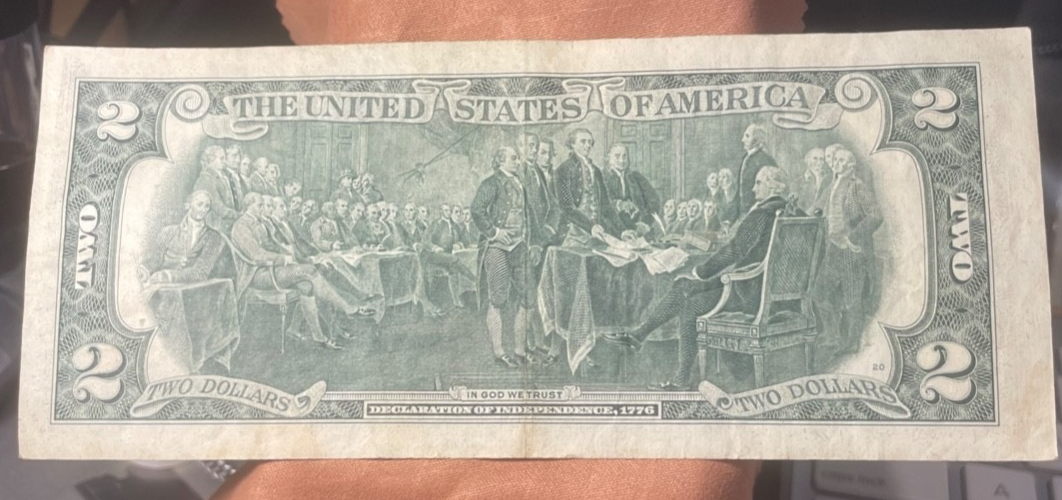 THE UNITED STATES OF AMERICA
2
2
TWO
TWO
2
2
20
TWO DOLLARS
IN GOD WE TRUST
TWO DOLLARS
DECLARATION OF INDEPENDENCE, 1776
A